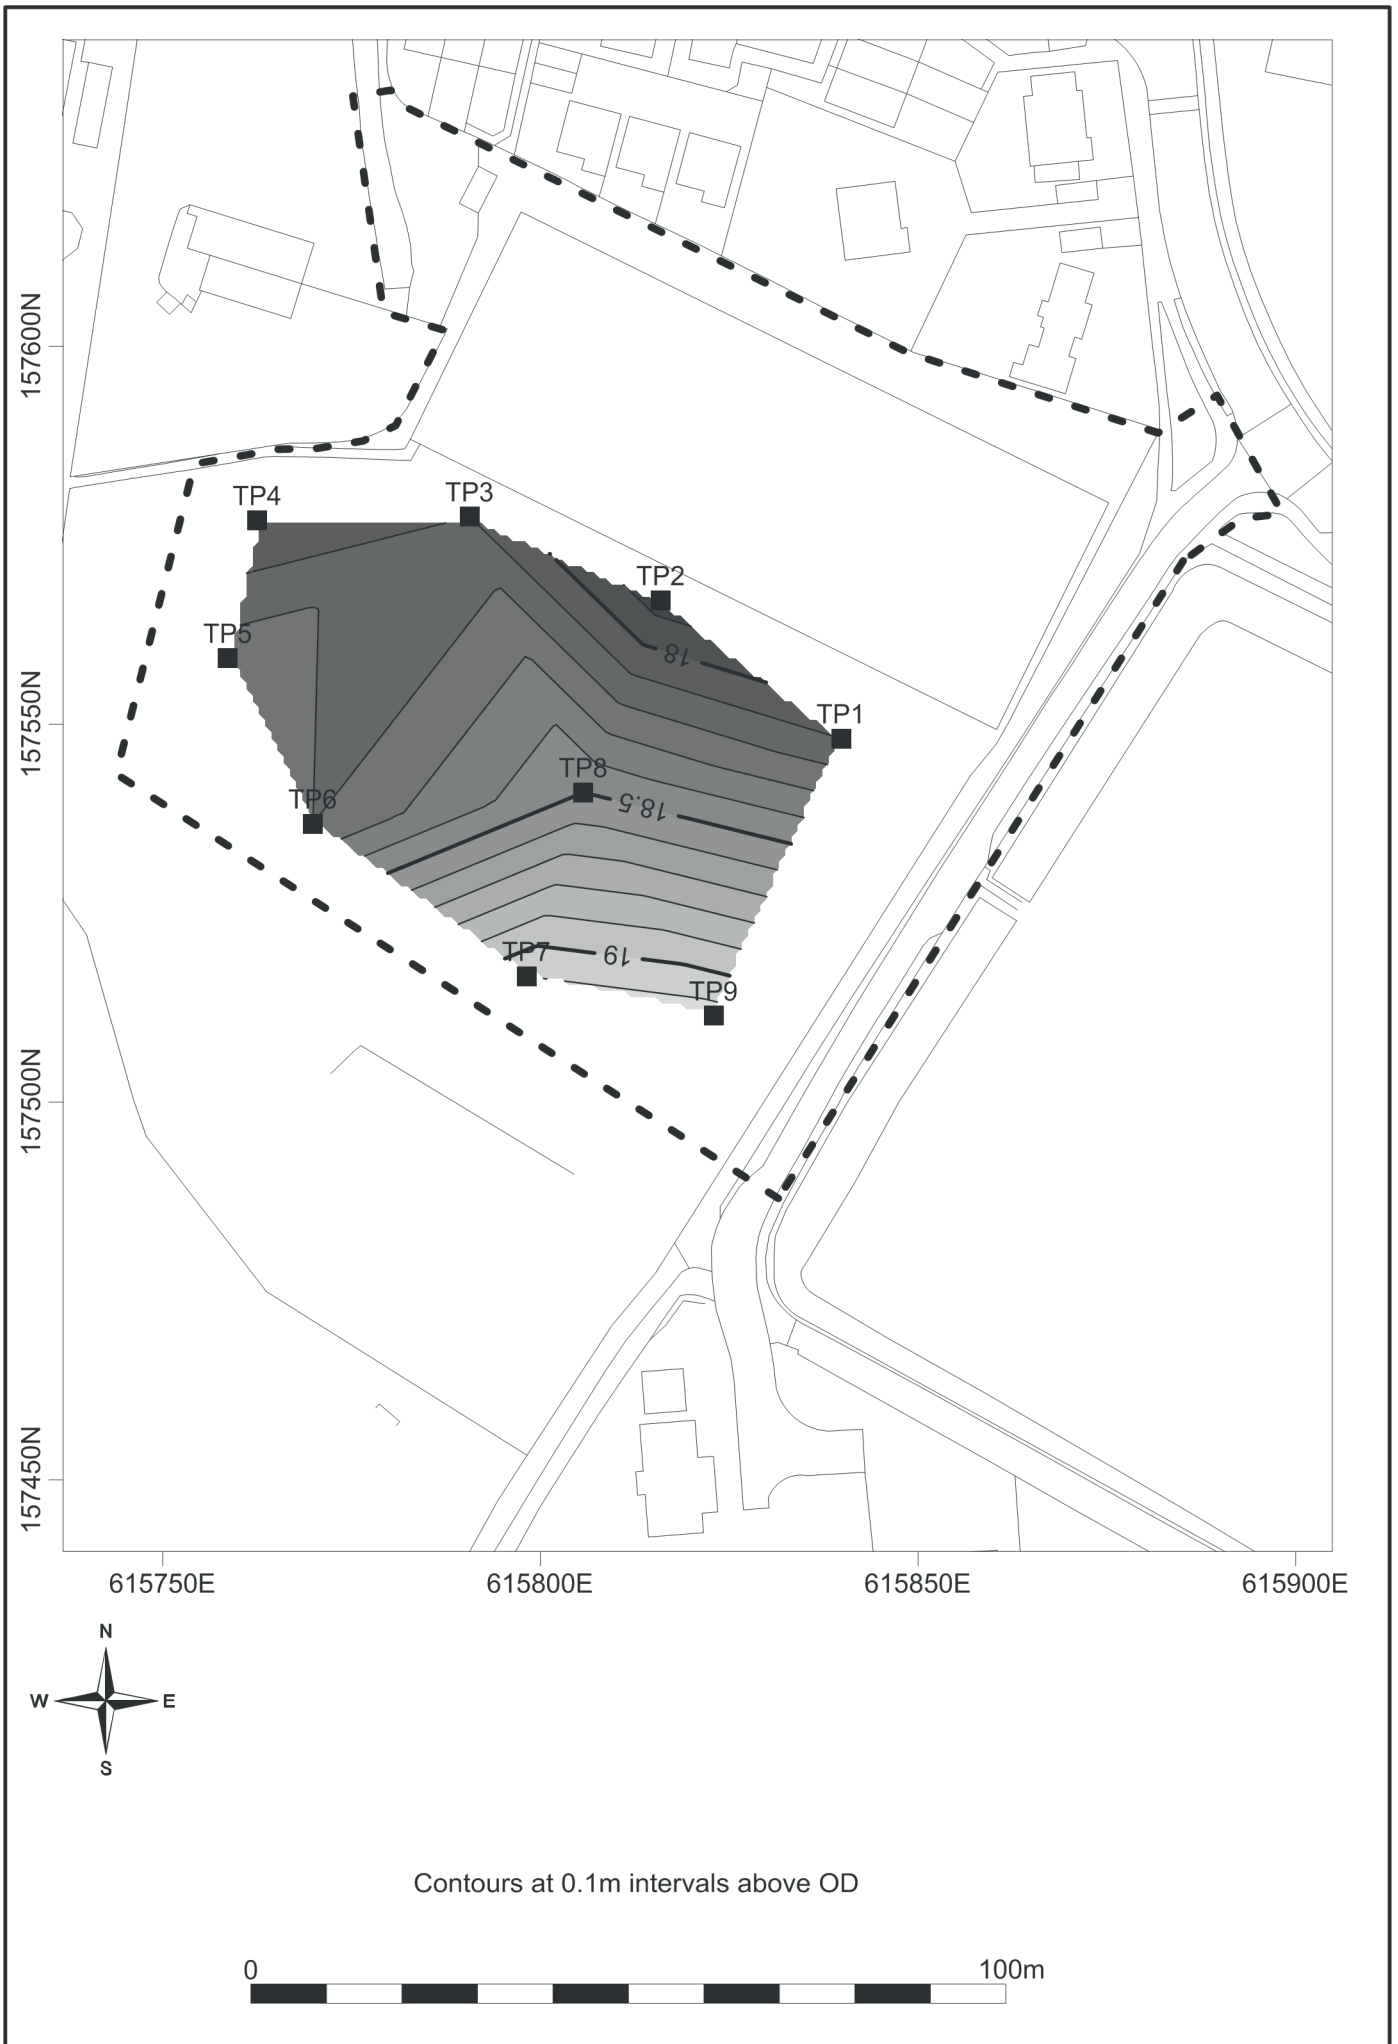 157600N
TP4
TP3
TP2
18
TP5
TP1
157550N
TP8
18.5
TP6
TP7
19
TP9
157500N
157450N
615750E
615800E
615850E
615900E
N
W
E
S
Contours at 0.1m intervals above OD
0
100m